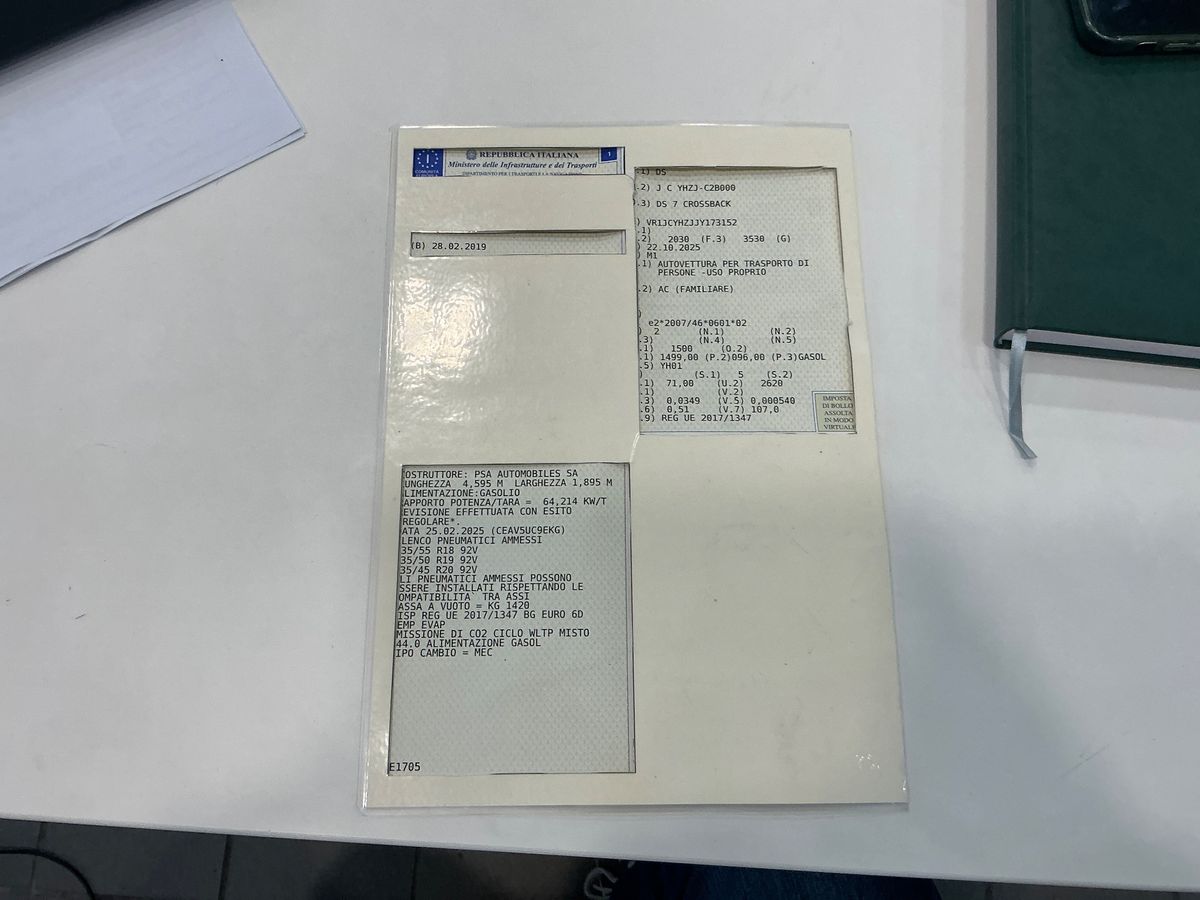 REPUBBLICA ITALIANA
1
I
Ministero delle Infrastrutture e dei Trasporti
COMUNITÀ
EUROPEA
DIPARTIMENTO PER I TRASPORTI E LA NAVIGAZIONE
(B) 28.02.2019
.1) DS
.2) J C YHZJ-C2B000
.3) DS 7 CROSSBACK
) VR1JCYHZJJY173152
.1)
.2) 2030 (F.3) 3530 (G)
) 22.10.2025
) M1
.1) AUTOVETTURA PER TRASPORTO DI
PERSONE -USO PROPRIO
.2) AC (FAMILIARE)
)
e2*2007/46*0601*02
) 2 (N.1) (N.2)
.3) (N.4) (N.5)
.1) 1500 (O.2)
.1) 1499,00 (P.2)096,00 (P.3)GASOL
.5) YH01
) (S.1) 5 (S.2)
.1) 71,00 (U.2) 2620
.1) (V.2)
.3) 0,0349 (V.5) 0,000540
.6) 0,51 (V.7) 107,0
.9) REG UE 2017/1347
IMPOSTA
DI BOLLO
ASSOLTA
IN MODO
VIRTUALE
OSTRUTTORE: PSA AUTOMOBILES SA
UNGHEZZA 4,595 M LARGHEZZA 1,895 M
LIMENTAZIONE:GASOLIO
APPORTO POTENZA/TARA = 64,214 KW/T
EVISIONE EFFETTUATA CON ESITO
REGOLARE*.
ATA 25.02.2025 (CEAV5UC9EKG)
LENCO PNEUMATICI AMMESSI
35/55 R18 92V
35/50 R19 92V
35/45 R20 92V
LI PNEUMATICI AMMESSI POSSONO
SSERE INSTALLATI RISPETTANDO LE
OMPATIBILITA` TRA ASSI
ASSA A VUOTO = KG 1420
ISP REG UE 2017/1347 BG EURO 6D
EMP EVAP
MISSIONE DI CO2 CICLO WLTP MISTO
44.0 ALIMENTAZIONE GASOL
IPO CAMBIO = MEC
E1705